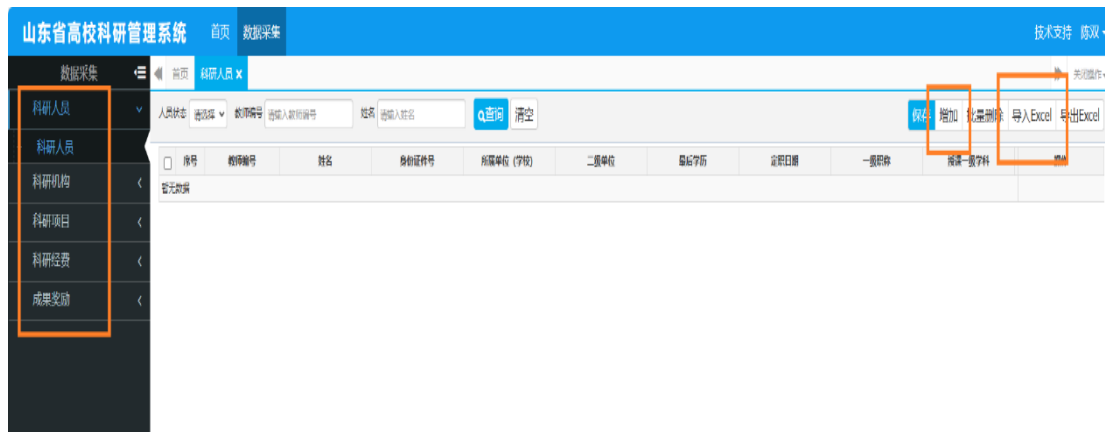 山东省高校科研管理系统 首页 数据采集 技术支持 陈双
数据采集 首页 科研人员 × 关闭操作
科研人员 人员状态 请选择 教师编号 请输入教师编号 姓名 请输入姓名 查询 清空 保存 增加 批量删除 导入Excel 导出Excel
科研人员 序号 教师编号 姓名 身份证件号 所属单位 (学校) 二级单位 最后学历 定职日期 一级职称 授课一级学科 操作
科研机构 暂无数据
科研项目
科研经费
成果奖励